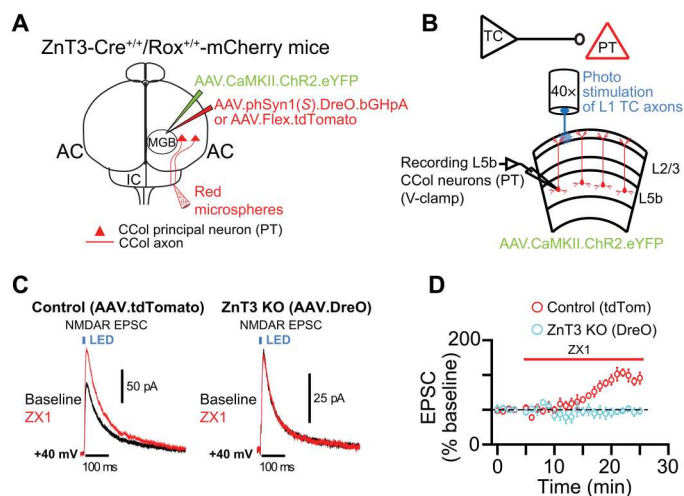 A
ZnT3-Cre+/+/Rox+/+-mCherry mice
AAV.CaMKII.ChR2.eYFP
AAV.phSyn1(S).DreO.bGHpA
or AAV.Flex.tdTomato
MGB
AC
AC
IC
Red
microspheres
CCol principal neuron (PT)
CCol axon
B
TC
PT
40×
Photo
stimulation
of L1 TC axons
Recording L5b
CCol neurons (PT)
(V-clamp)
L2/3
L5b
AAV.CaMKII.ChR2.eYFP
C
Control (AAV.tdTomato)
NMDAR EPSC
LED
Baseline
ZX1
50 pA
+40 mV
100 ms
ZnT3 KO (AAV.DreO)
NMDAR EPSC
LED
Baseline
ZX1
25 pA
+40 mV
100 ms
D
Control (tdTom)
ZnT3 KO (DreO)
ZX1
EPSC
(% baseline)
200
100
0
0 10 20 30
Time (min)